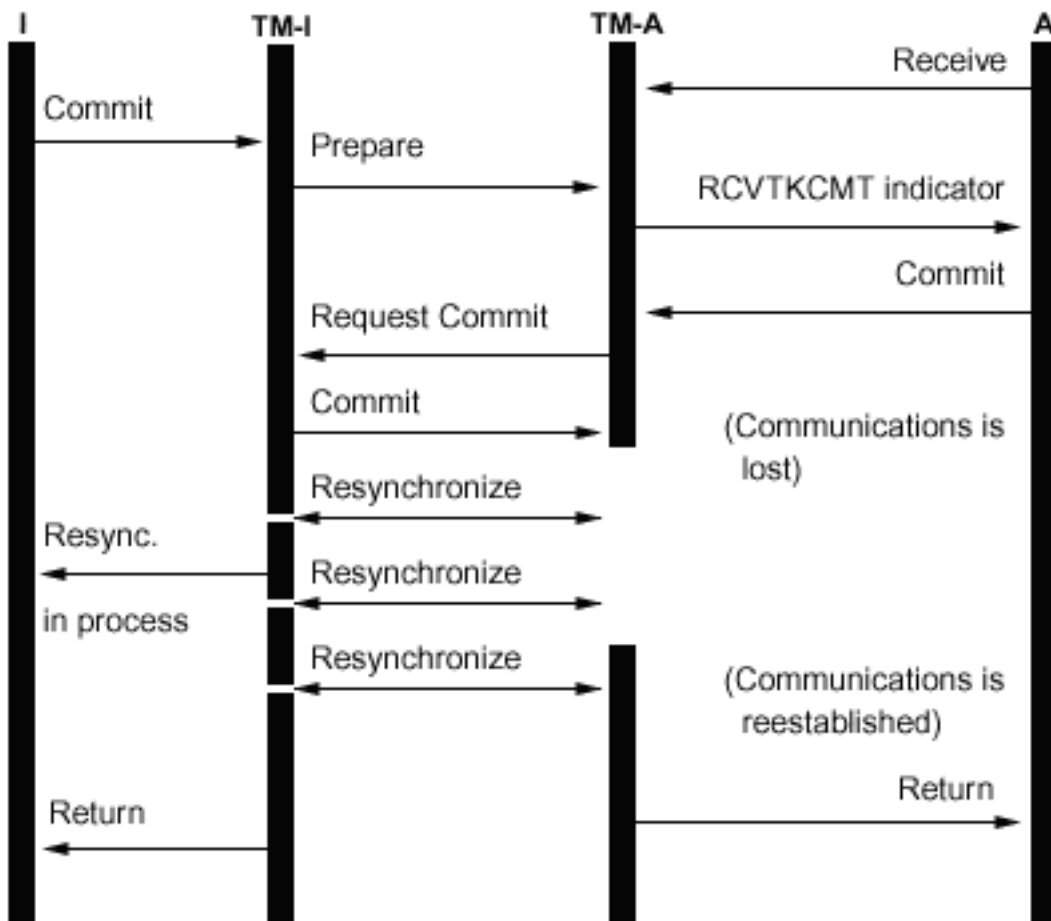 I
TM-I
TM-A
A
Receive
Commit
Prepare
RCVTKCMT indicator
Commit
Request Commit
Commit
(Communications is
lost)
Resynchronize
Resync.
Resynchronize
in process
Resynchronize
(Communications is
reestablished)
Return
Return